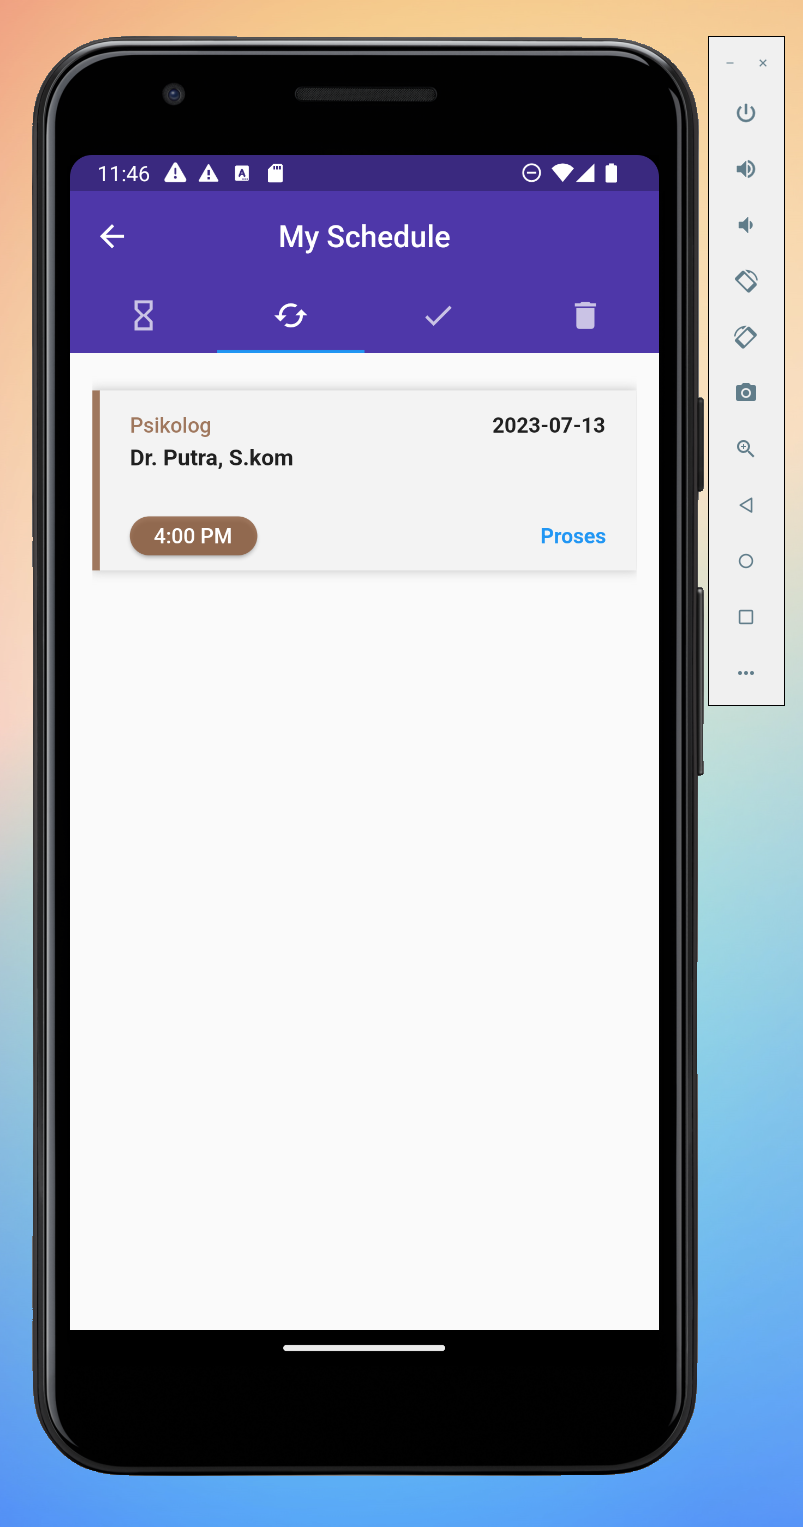 11:46
My Schedule
Psikolog
2023-07-13
Dr. Putra, S.kom
4:00 PM
Proses